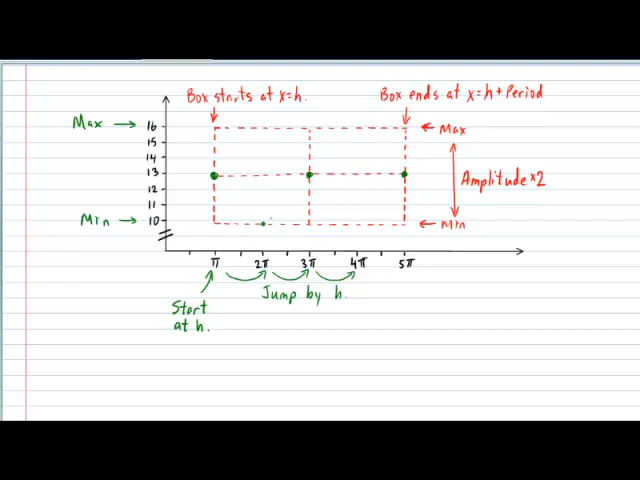 Box starts at x=h.
Box ends at x=h+Period
Max → 16
← Max
15
14
13
Amplitude×2
12
11
Min → 10
← Min
π 2π 3π 4π 5π
Jump by h.
Start
at h.